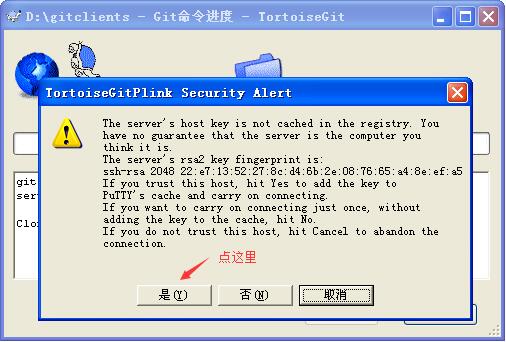 D:\gitclients - Git命令进度 - TortoiseGit
TortoiseGitPlink Security Alert
The server's host key is not cached in the registry. You
have no guarantee that the server is the computer you
think it is.
The server's rsa2 key fingerprint is:
ssh-rsa 2048 22:e7:13:52:27:8c:d4:6b:2e:08:76:65:a4:8e:ef:a5
If you trust this host, hit Yes to add the key to
PuTTY's cache and carry on connecting.
If you want to carry on connecting just once, without
adding the key to the cache, hit No.
If you do not trust this host, hit Cancel to abandon the
connection.
git
serv
Clon
点这里
是(Y)
否(N)
取消